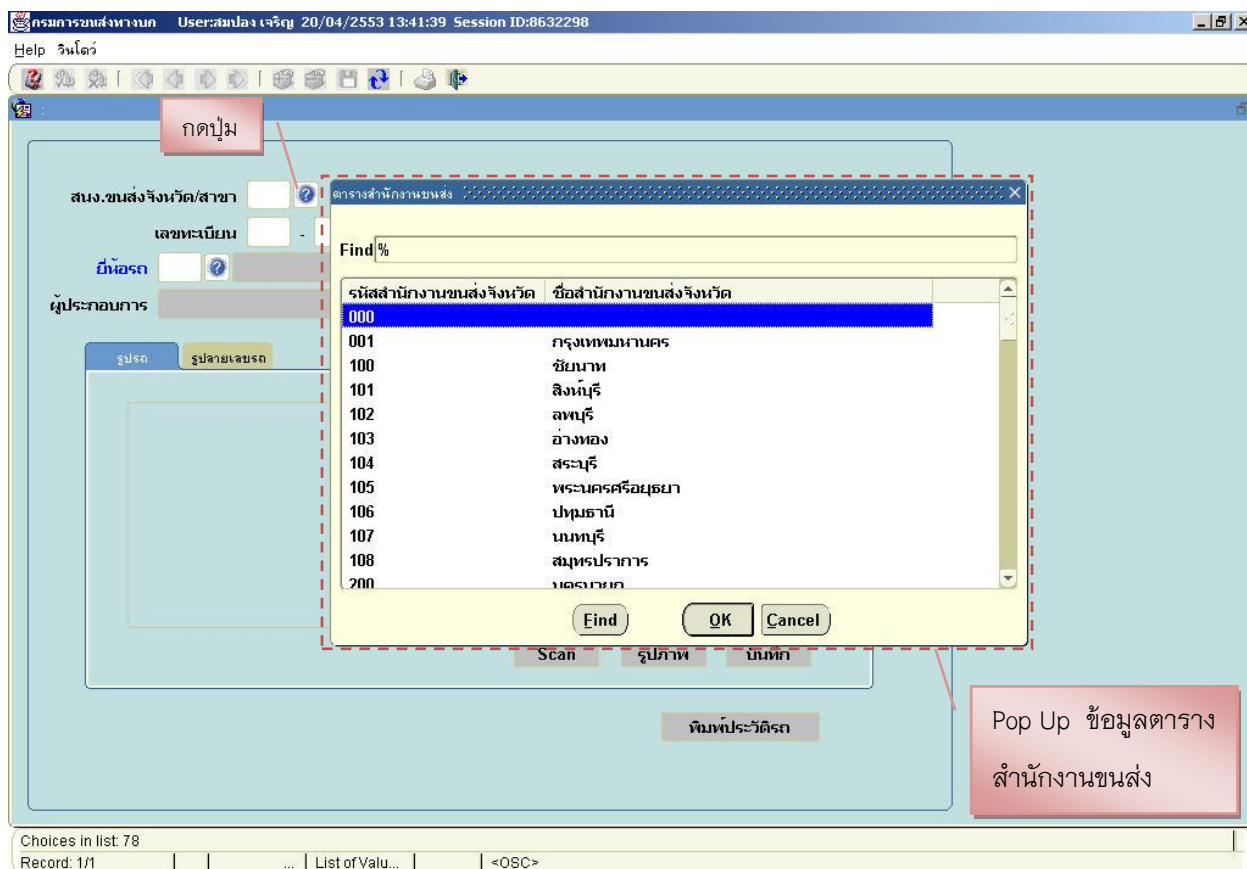 กรมการขนส่งทางบก User:สมปอง เจริญ 20/04/2553 13:41:39 Session ID:8632298
Help วินโดว์
กดปุ่ม
สนง.ขนส่งจังหวัด/สาขา
ตารางสำนักงานขนส่ง
เลขทะเบียน -
Find %
ยี่ห้อรถ
รหัสสำนักงานขนส่งจังหวัด ชื่อสำนักงานขนส่งจังหวัด
ผู้ประกอบการ
000
001 กรุงเทพมหานคร
รูปรถ รูปลายเลขรถ
100 ชัยนาท
101 สิงห์บุรี
102 ลพบุรี
103 อ่างทอง
104 สระบุรี
105 พระนครศรีอยุธยา
106 ปทุมธานี
107 นนทบุรี
108 สมุทรปราการ
200 นครนายก
Find OK Cancel
Scan รูปภาพ บันทึก
Pop Up ข้อมูลตาราง
สำนักงานขนส่ง
พิมพ์ประวัติรถ
Choices in list: 78
Record: 1/1 ... List of Valu... <OSC>